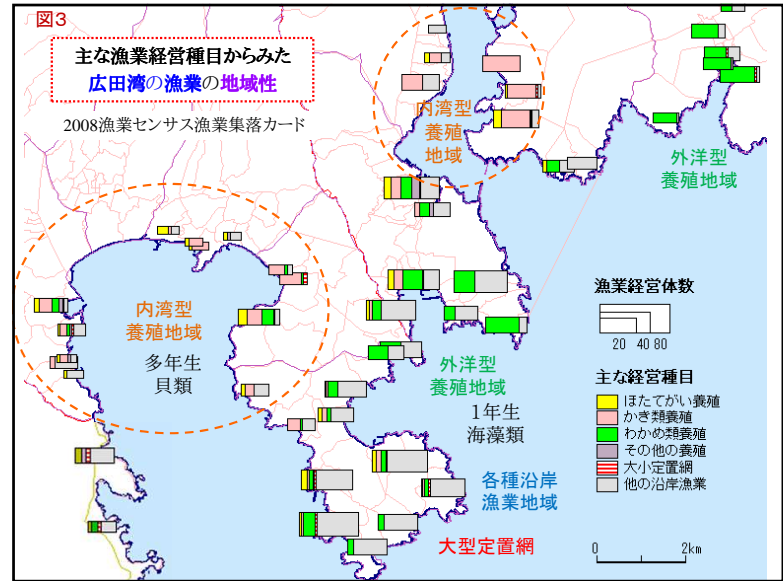 図3
主な漁業経営種目からみた
広田湾の漁業の地域性
2008漁業センサス漁業集落カード
内湾型
養殖
地域
外洋型
養殖地域
内湾型
養殖地域
多年生
貝類
外洋型
養殖地域
1年生
海藻類
各種沿岸
漁業地域
大型定置網
漁業経営体数
20 40 80
主な経営種目
ほたてがい養殖
かき類養殖
わかめ類養殖
その他の養殖
大小定置網
他の沿岸漁業
0 2km